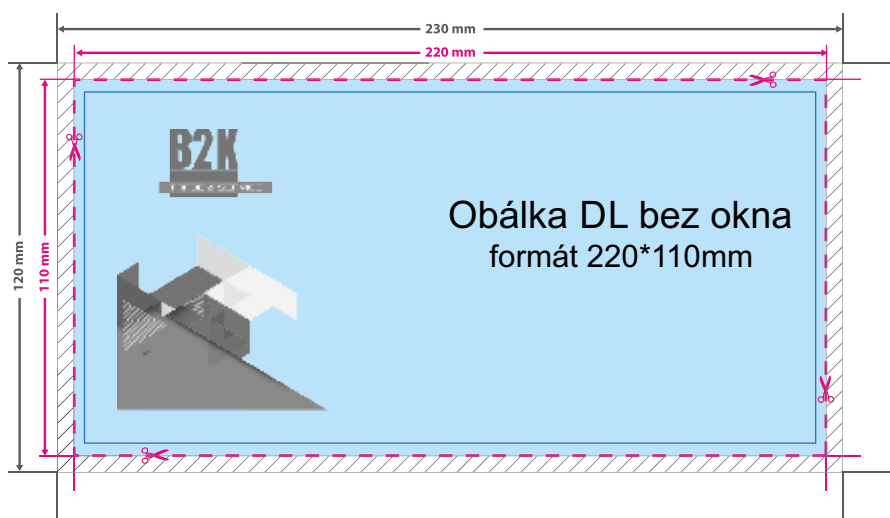 230 mm
220 mm
B2K
Obálka DL bez okna
formát 220*110mm
120 mm
110 mm